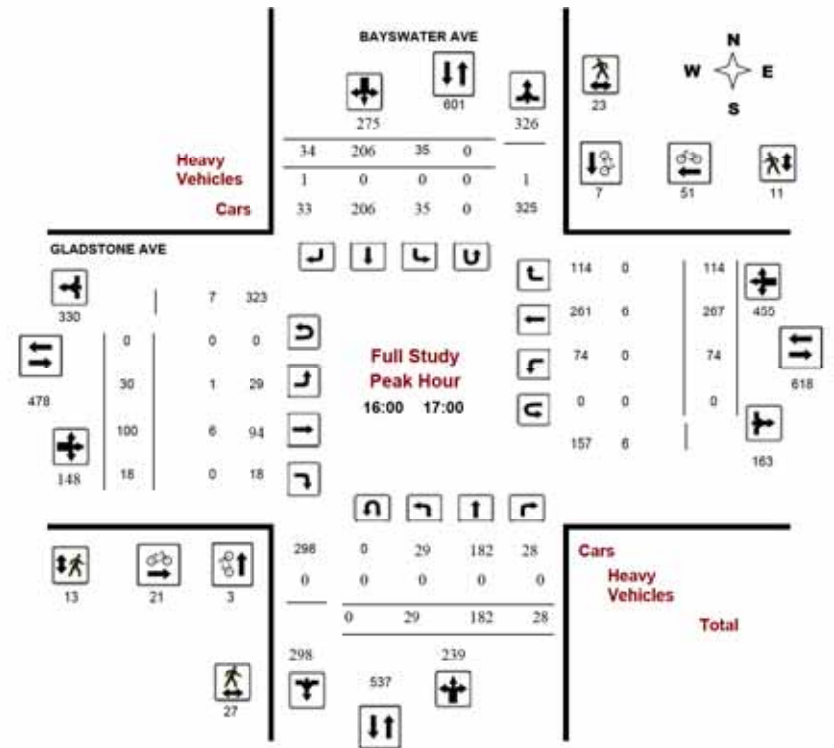 BAYSWATER AVE
N
W E
S
601
23
275 326
34 206 35 0
Heavy
Vehicles
1 0 0 0 1
7 51 11
Cars
33 206 35 0 325
GLADSTONE AVE
114 0 114
7 323
330
261 6 267 455
0 0 0
Full Study
74 0 74
Peak Hour
478
30 1 29
618
16:00 17:00
0 0 0
100 6 94
157 6
163
148
18 0 18
298 0 29 182 28
Cars
0 0 0 0 0
Heavy
Vehicles
13 21 3
0 29 182 28
Total
298 239
537
27